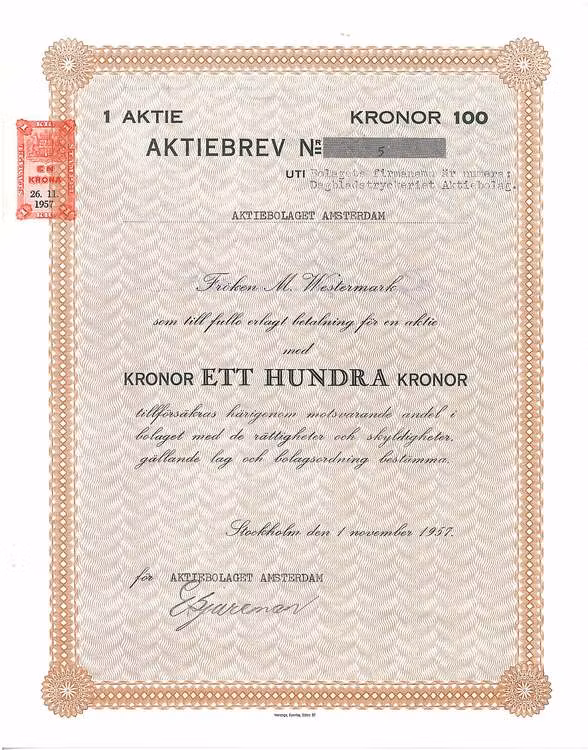 1 AKTIE KRONOR 100
AKTIEBREV NR 5
UTI Bolagets firmanamn är numera:
Dagbladstryckeriet Aktiebolag.
EN
KRONA
26. 11.
1957
AKTIEBOLAGET AMSTERDAM
Fröken M. Westermark
som till fullo erlagt betalning för en aktie
med
KRONOR ETT HUNDRA KRONOR
tillförsäkras härigenom motsvarande andel i
bolaget med de rättigheter och skyldigheter,
gällande lag och bolagsordning bestämma.
Stockholm den 1 november 1957.
för AKTIEBOLAGET AMSTERDAM